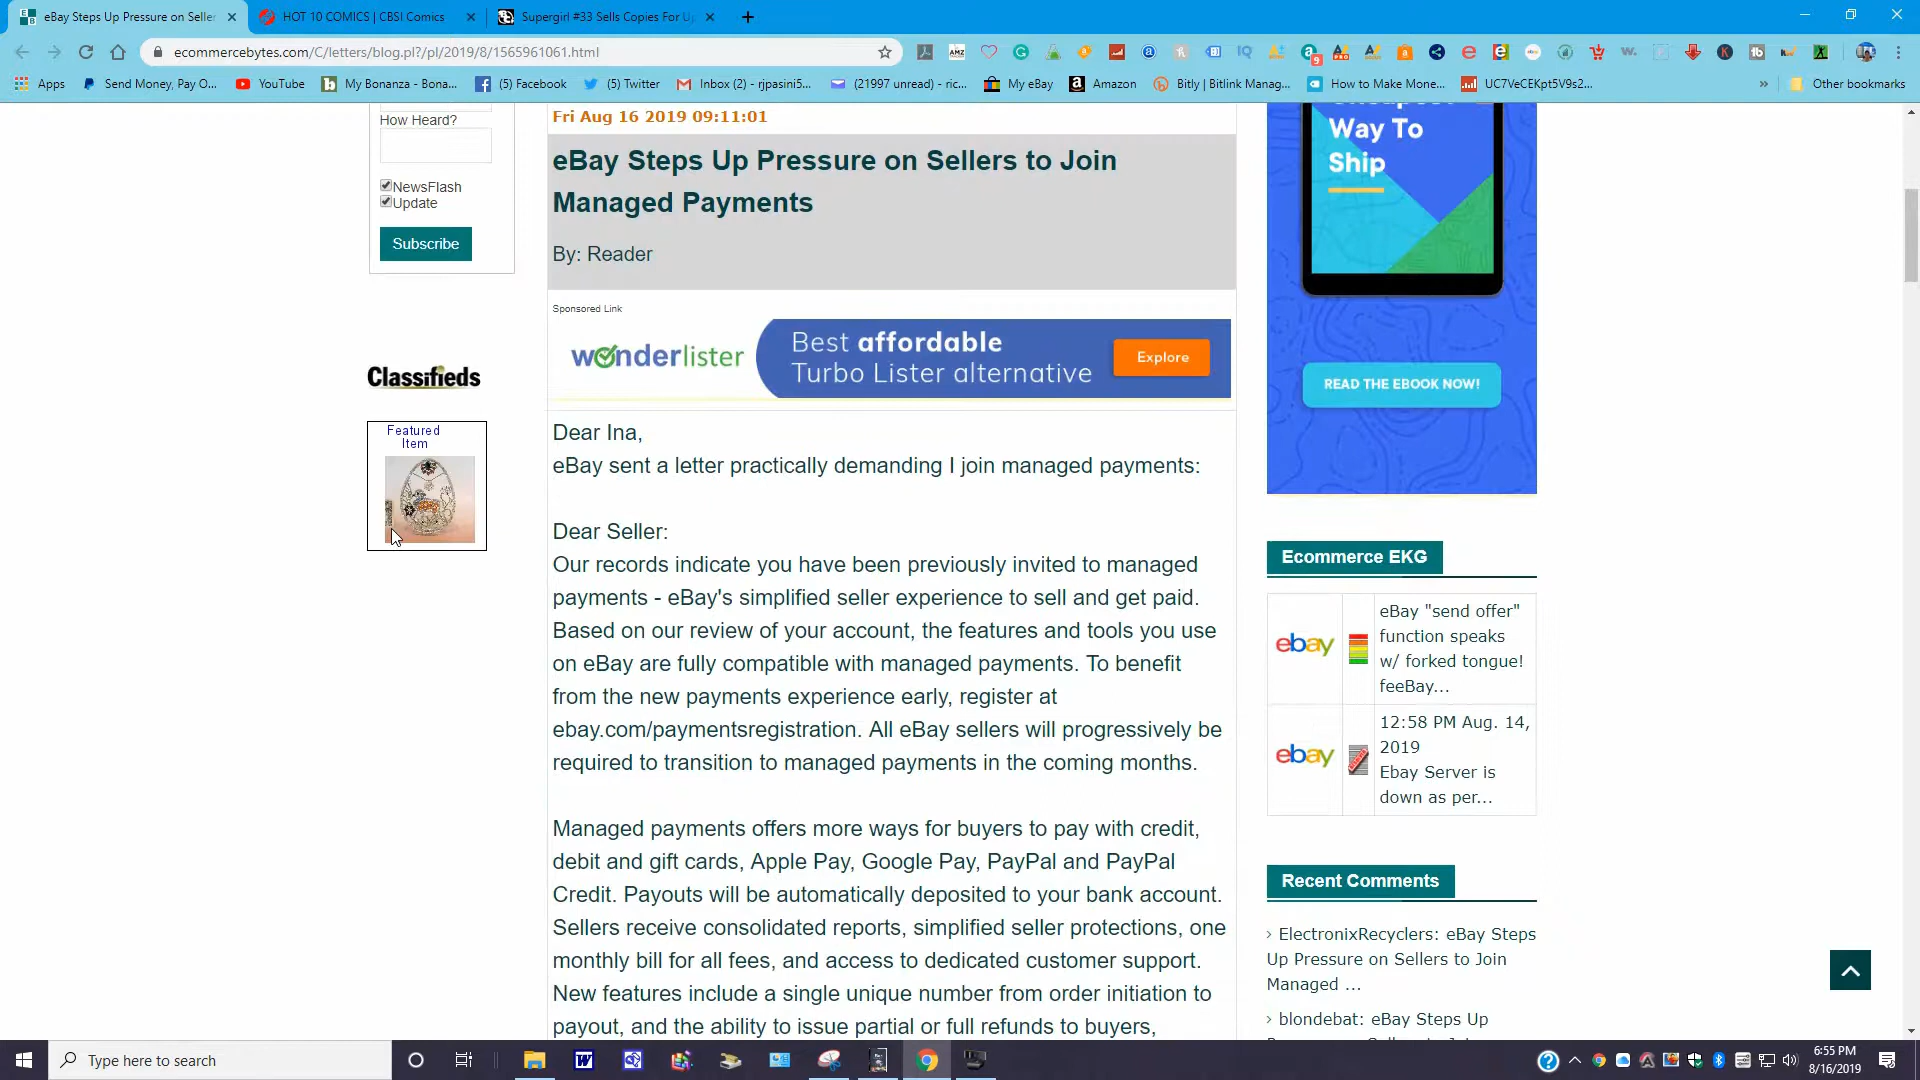 eBay Steps Up Pressure on Seller
HOT 10 COMICS | CBSI Comics
Supergirl #33 Sells Copies For U
ecommercebytes.com/C/letters/blog.pl?/pl/2019/8/1565961061.html
Apps
Send Money, Pay O...
YouTube
My Bonanza - Bona...
(5) Facebook
(5) Twitter
Inbox (2) - rjpasini5...
(21997 unread) - ric...
My eBay
Amazon
Bitly | Bitlink Manag...
How to Make Mone...
UC7VeCEKpt5V9s2...
»
Other bookmarks
How Heard?
NewsFlash
Update
Subscribe
Classifieds
Featured
Item
Fri Aug 16 2019 09:11:01
eBay Steps Up Pressure on Sellers to Join
Managed Payments
By: Reader
Sponsored Link
wonderlister
Best affordable
Turbo Lister alternative
Explore
Dear Ina,
eBay sent a letter practically demanding I join managed payments:
Dear Seller:
Our records indicate you have been previously invited to managed
payments - eBay's simplified seller experience to sell and get paid.
Based on our review of your account, the features and tools you use
on eBay are fully compatible with managed payments. To benefit
from the new payments experience early, register at
ebay.com/paymentsregistration. All eBay sellers will progressively be
required to transition to managed payments in the coming months.
Managed payments offers more ways for buyers to pay with credit,
debit and gift cards, Apple Pay, Google Pay, PayPal and PayPal
Credit. Payouts will be automatically deposited to your bank account.
Sellers receive consolidated reports, simplified seller protections, one
monthly bill for all fees, and access to dedicated customer support.
New features include a single unique number from order initiation to
payout, and the ability to issue partial or full refunds to buyers,
Cheapest
Way To
Ship
READ THE EBOOK NOW!
Ecommerce EKG
ebay
eBay "send offer"
function speaks
w/ forked tongue!
feeBay...
ebay
12:58 PM Aug. 14,
2019
Ebay Server is
down as per...
Recent Comments
› ElectronixRecyclers: eBay Steps
Up Pressure on Sellers to Join
Managed ...
› blondebat: eBay Steps Up
Type here to search
6:55 PM
8/16/2019